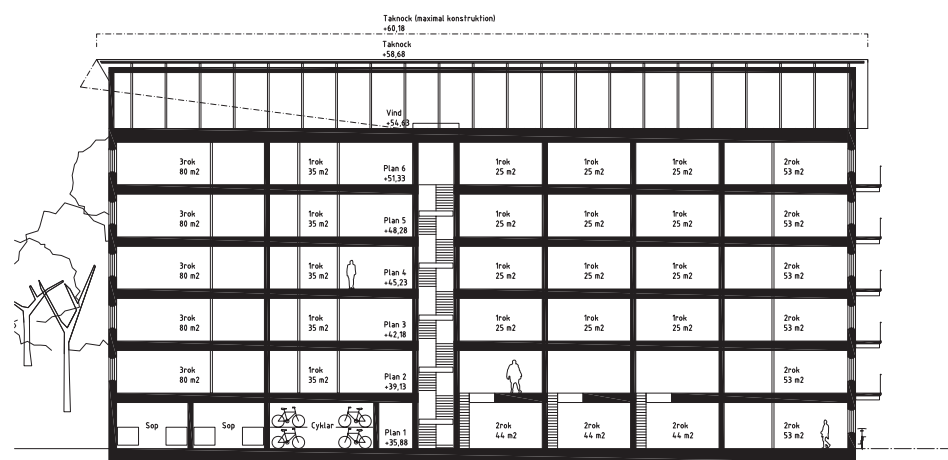 Taknock (maximal konstruktion)
+60,18
Taknock
+58,68
Vind
+54,63
3rok
80 m2
1rok
35 m2
Plan 6
+51,33
1rok
25 m2
1rok
25 m2
1rok
25 m2
2rok
53 m2
3rok
80 m2
1rok
35 m2
Plan 5
+48,28
1rok
25 m2
1rok
25 m2
1rok
25 m2
2rok
53 m2
3rok
80 m2
1rok
35 m2
Plan 4
+45,23
1rok
25 m2
1rok
25 m2
1rok
25 m2
2rok
53 m2
3rok
80 m2
1rok
35 m2
Plan 3
+42,18
1rok
25 m2
1rok
25 m2
1rok
25 m2
2rok
53 m2
3rok
80 m2
1rok
35 m2
Plan 2
+39,13
2rok
53 m2
Sop
Sop
Cyklar
Plan 1
+35,88
2rok
44 m2
2rok
44 m2
2rok
44 m2
2rok
53 m2